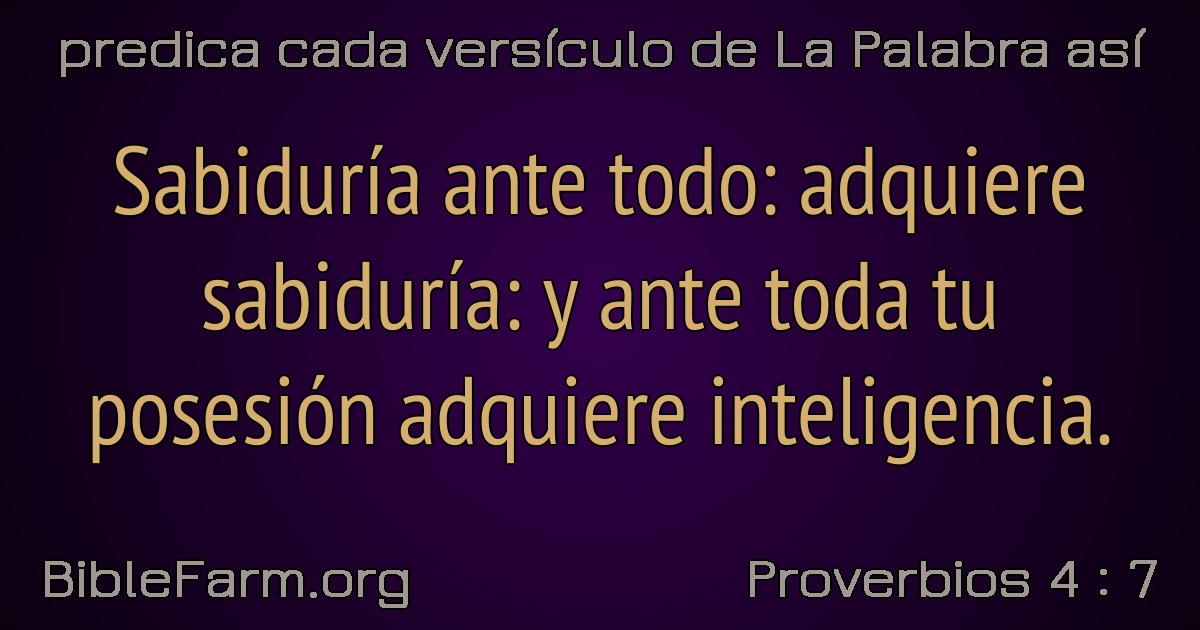 predica cada versículo de La Palabra así
Sabiduría ante todo: adquiere
sabiduría: y ante toda tu
posesión adquiere inteligencia.
BibleFarm.org
Proverbios 4 : 7